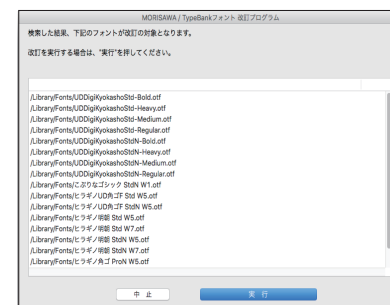 MORISAWA / TypeBankフォント 改訂プログラム
検索した結果、下記のフォントが改訂の対象となります。
改訂を実行する場合は、"実行"を押してください。
/Library/Fonts/UDDigiKyokashoStd-Bold.otf
/Library/Fonts/UDDigiKyokashoStd-Heavy.otf
/Library/Fonts/UDDigiKyokashoStd-Medium.otf
/Library/Fonts/UDDigiKyokashoStd-Regular.otf
/Library/Fonts/UDDigiKyokashoStdN-Bold.otf
/Library/Fonts/UDDigiKyokashoStdN-Heavy.otf
/Library/Fonts/UDDigiKyokashoStdN-Medium.otf
/Library/Fonts/UDDigiKyokashoStdN-Regular.otf
/Library/Fonts/こぶりなゴシック StdN W1.otf
/Library/Fonts/ヒラギノUD角ゴF Std W5.otf
/Library/Fonts/ヒラギノUD角ゴF StdN W5.otf
/Library/Fonts/ヒラギノ明朝 Std W5.otf
/Library/Fonts/ヒラギノ明朝 Std W7.otf
/Library/Fonts/ヒラギノ明朝 StdN W5.otf
/Library/Fonts/ヒラギノ明朝 StdN W7.otf
/Library/Fonts/ヒラギノ角ゴ ProN W5.otf
中 止
実 行